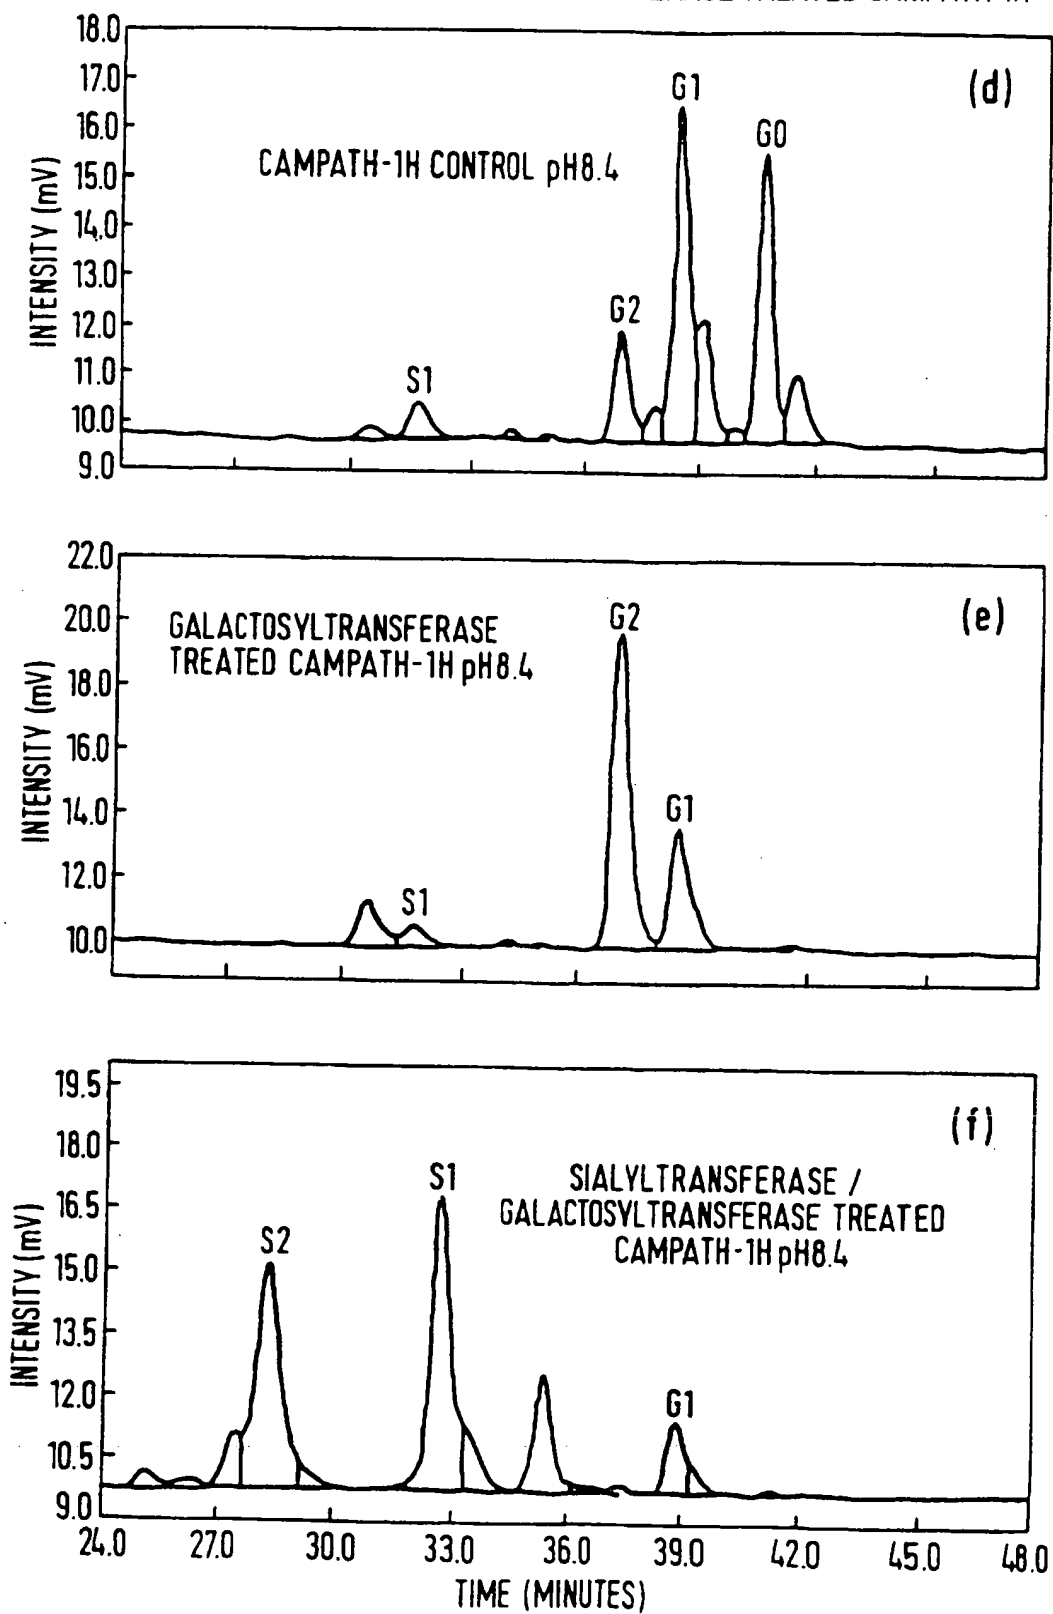 18.0
17.0
16.0
15.0
14.0
13.0
12.0
11.0
10.0
9.0
INTENSITY (mV)
CAMPATH-1H CONTROL pH8.4
(d)
S1
G2
G1
G0
22.0
20.0
18.0
16.0
14.0
12.0
10.0
INTENSITY (mV)
GALACTOSYLTRANSFERASE
TREATED CAMPATH-1H pH8.4
(e)
S1
G2
G1
19.5
18.0
16.5
15.0
13.5
12.0
10.5
9.0
INTENSITY (mV)
(f)
SIALYLTRANSFERASE /
GALACTOSYLTRANSFERASE TREATED
CAMPATH-1H pH8.4
S2
S1
G1
24.0 27.0 30.0 33.0 36.0 39.0 42.0 45.0 48.0
TIME (MINUTES)